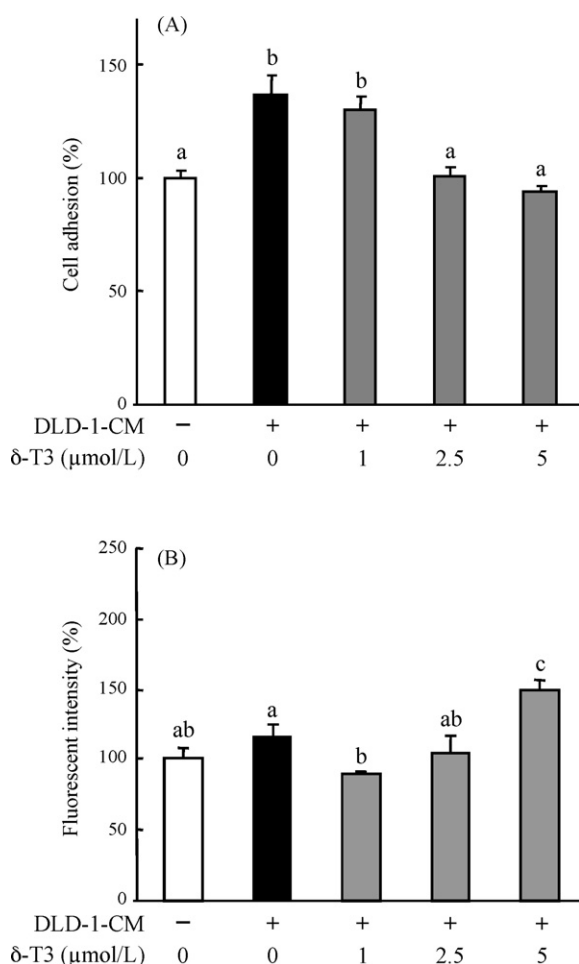 (A)
Cell adhesion (%)
150
100
50
0
b
b
a
a
a
DLD-1-CM − + + + +
δ-T3 (µmol/L) 0 0 1 2.5 5
(B)
Fluorescent intensity (%)
250
200
150
100
50
0
ab
a
b
ab
c
DLD-1-CM − + + + +
δ-T3 (µmol/L) 0 0 1 2.5 5